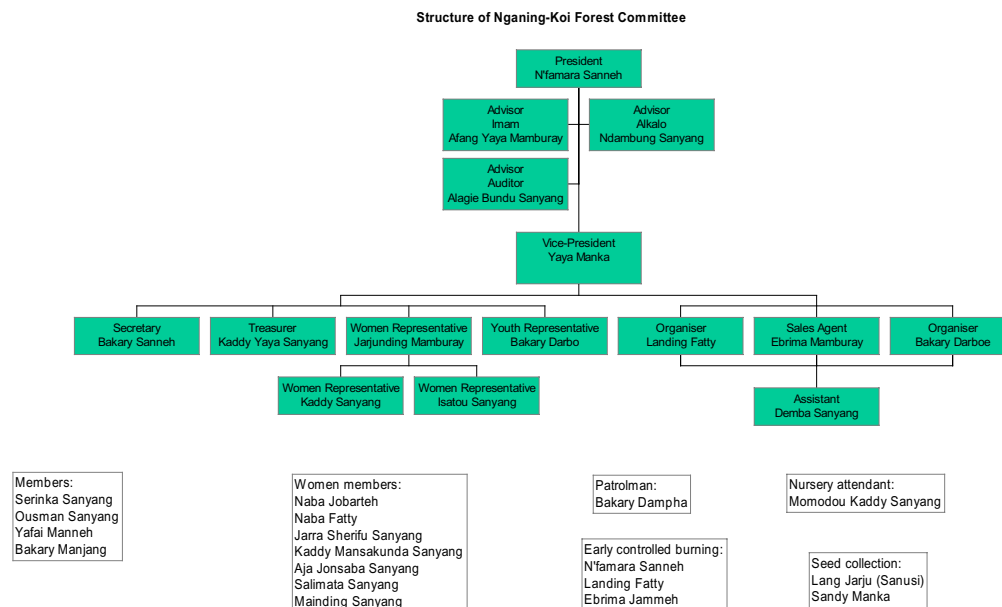 Structure of Nganing-Koi Forest Committee
President
N'famara Sanneh
Advisor
Imam
Afang Yaya Mamburay
Advisor
Alkalo
Ndambung Sanyang
Advisor
Auditor
Alagie Bundu Sanyang
Vice-President
Yaya Manka
Secretary
Bakary Sanneh
Treasurer
Kaddy Yaya Sanyang
Women Representative
Jarjunding Mamburay
Youth Representative
Bakary Darbo
Organiser
Landing Fatty
Sales Agent
Ebrima Mamburay
Organiser
Bakary Darboe
Women Representative
Kaddy Sanyang
Women Representative
Isatou Sanyang
Assistant
Demba Sanyang
Members:
Serinka Sanyang
Ousman Sanyang
Yafai Manneh
Bakary Manjang
Women members:
Naba Jobarteh
Naba Fatty
Jarra Sherifu Sanyang
Kaddy Mansakunda Sanyang
Aja Jonsaba Sanyang
Salimata Sanyang
Mainding Sanyang
Patrolman:
Bakary Dampha
Early controlled burning:
N'famara Sanneh
Landing Fatty
Ebrima Jammeh
Nursery attendant:
Momodou Kaddy Sanyang
Seed collection:
Lang Jarju (Sanusi)
Sandy Manka